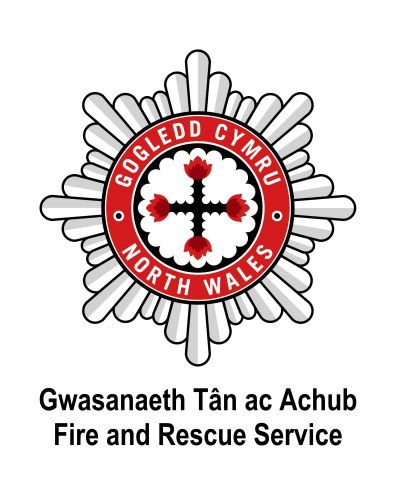 GOGLEDD CYMRU
NORTH WALES
Gwasanaeth Tân ac Achub
Fire and Rescue Service